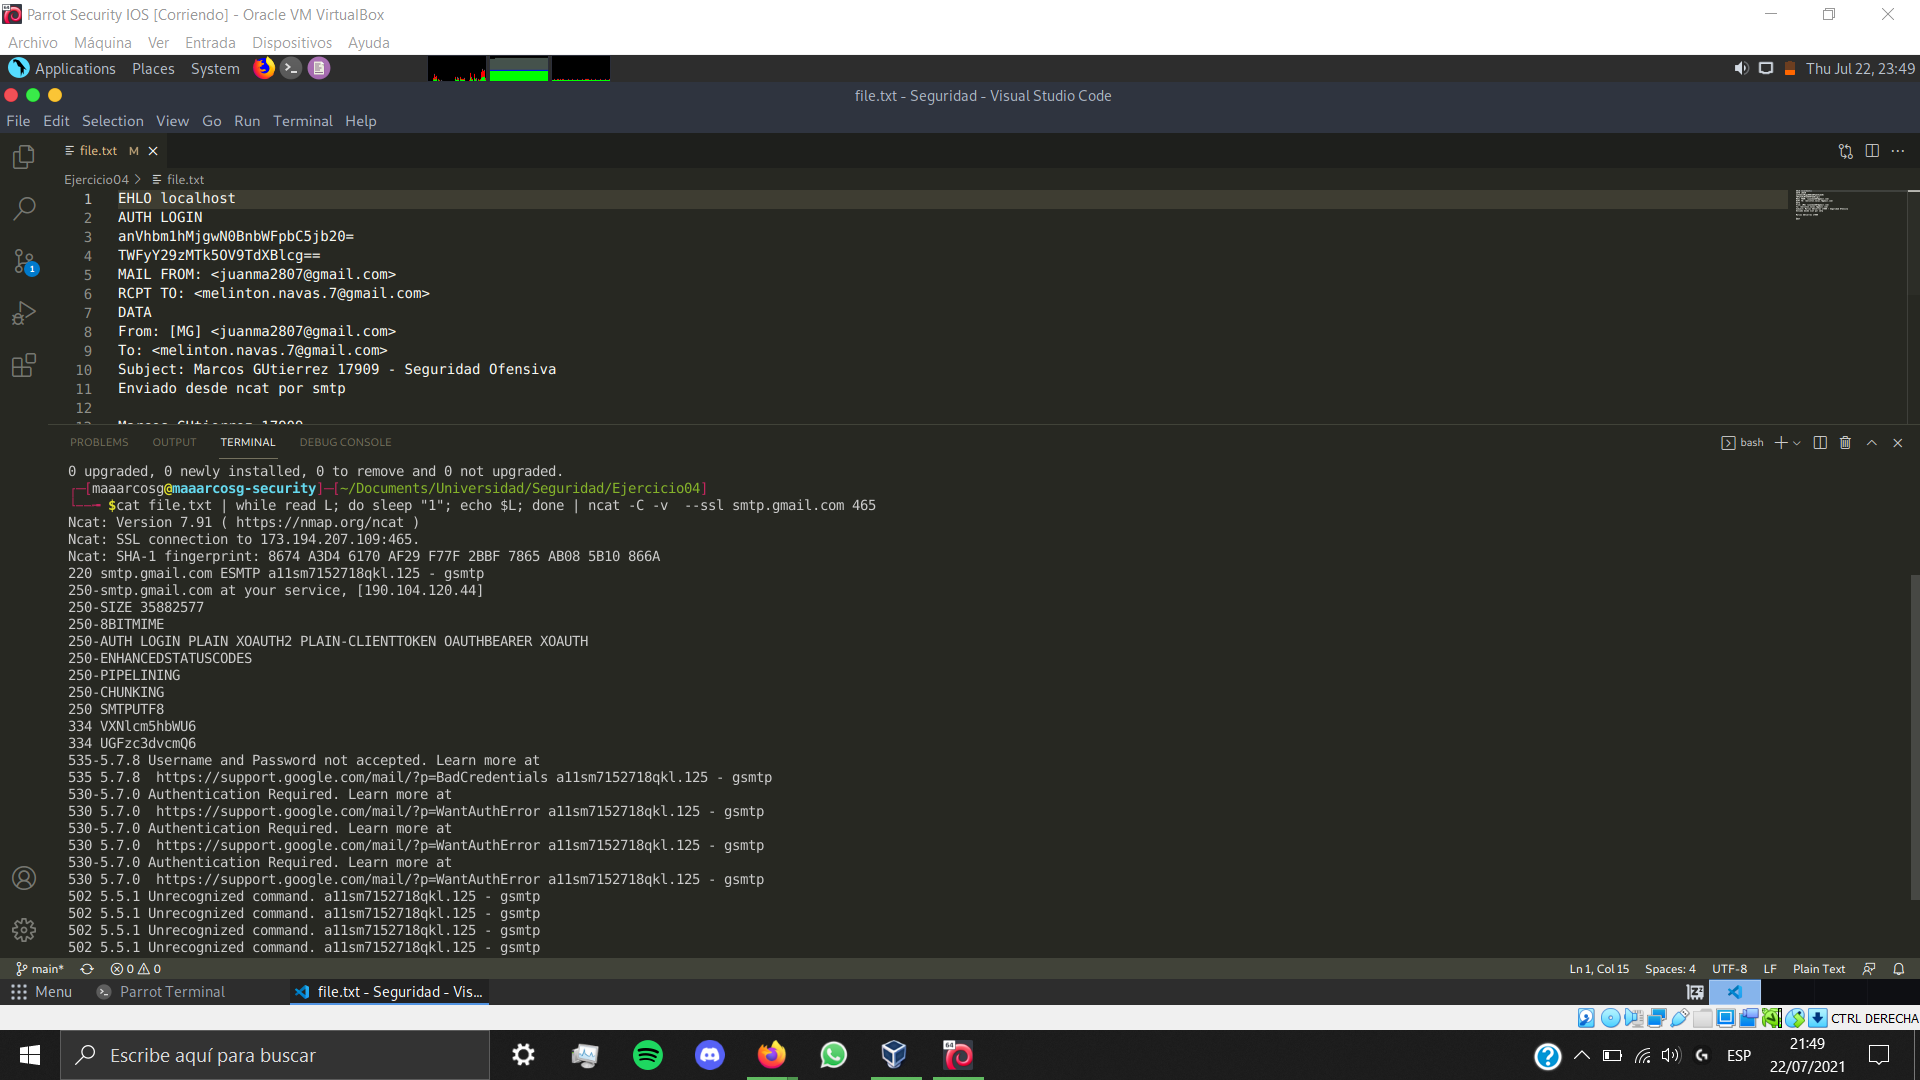 Parrot Security IOS [Corriendo] - Oracle VM VirtualBox
Archivo Máquina Ver Entrada Dispositivos Ayuda
Applications Places System Thu Jul 22, 23:49
file.txt - Seguridad - Visual Studio Code
File Edit Selection View Go Run Terminal Help
file.txt M
Ejercicio04 > file.txt
1 EHLO localhost
2 AUTH LOGIN
3 anVhbm1hMjgwN0BnbWFpbC5jb20=
4 TWFyY29zMTk5OV9TdXBlcg==
5 MAIL FROM: <juanma2807@gmail.com>
6 RCPT TO: <melinton.navas.7@gmail.com>
7 DATA
8 From: [MG] <juanma2807@gmail.com>
9 To: <melinton.navas.7@gmail.com>
10 Subject: Marcos GUtierrez 17909 - Seguridad Ofensiva
11 Enviado desde ncat por smtp
12
13 Marcos GUtierrez 17909
PROBLEMS OUTPUT TERMINAL DEBUG CONSOLE bash
0 upgraded, 0 newly installed, 0 to remove and 0 not upgraded.
[maaarcosg@maaarcosg-security]─[~/Documents/Universidad/Seguridad/Ejercicio04]
$cat file.txt | while read L; do sleep "1"; echo $L; done | ncat -C -v  --ssl smtp.gmail.com 465
Ncat: Version 7.91 ( https://nmap.org/ncat )
Ncat: SSL connection to 173.194.207.109:465.
Ncat: SHA-1 fingerprint: 8674 A3D4 6170 AF29 F77F 2BBF 7865 AB08 5B10 866A
220 smtp.gmail.com ESMTP a11sm7152718qkl.125 - gsmtp
250-smtp.gmail.com at your service, [190.104.120.44]
250-SIZE 35882577
250-8BITMIME
250-AUTH LOGIN PLAIN XOAUTH2 PLAIN-CLIENTTOKEN OAUTHBEARER XOAUTH
250-ENHANCEDSTATUSCODES
250-PIPELINING
250-CHUNKING
250 SMTPUTF8
334 VXNlcm5hbWU6
334 UGFzc3dvcmQ6
535-5.7.8 Username and Password not accepted. Learn more at
535 5.7.8  https://support.google.com/mail/?p=BadCredentials a11sm7152718qkl.125 - gsmtp
530-5.7.0 Authentication Required. Learn more at
530 5.7.0  https://support.google.com/mail/?p=WantAuthError a11sm7152718qkl.125 - gsmtp
530-5.7.0 Authentication Required. Learn more at
530 5.7.0  https://support.google.com/mail/?p=WantAuthError a11sm7152718qkl.125 - gsmtp
530-5.7.0 Authentication Required. Learn more at
530 5.7.0  https://support.google.com/mail/?p=WantAuthError a11sm7152718qkl.125 - gsmtp
502 5.5.1 Unrecognized command. a11sm7152718qkl.125 - gsmtp
502 5.5.1 Unrecognized command. a11sm7152718qkl.125 - gsmtp
502 5.5.1 Unrecognized command. a11sm7152718qkl.125 - gsmtp
502 5.5.1 Unrecognized command. a11sm7152718qkl.125 - gsmtp
main* 0 0 Ln 1, Col 15 Spaces: 4 UTF-8 LF Plain Text
Menu Parrot Terminal file.txt - Seguridad - Vis...
CTRL DERECHA
Escribe aquí para buscar ESP 21:49
22/07/2021